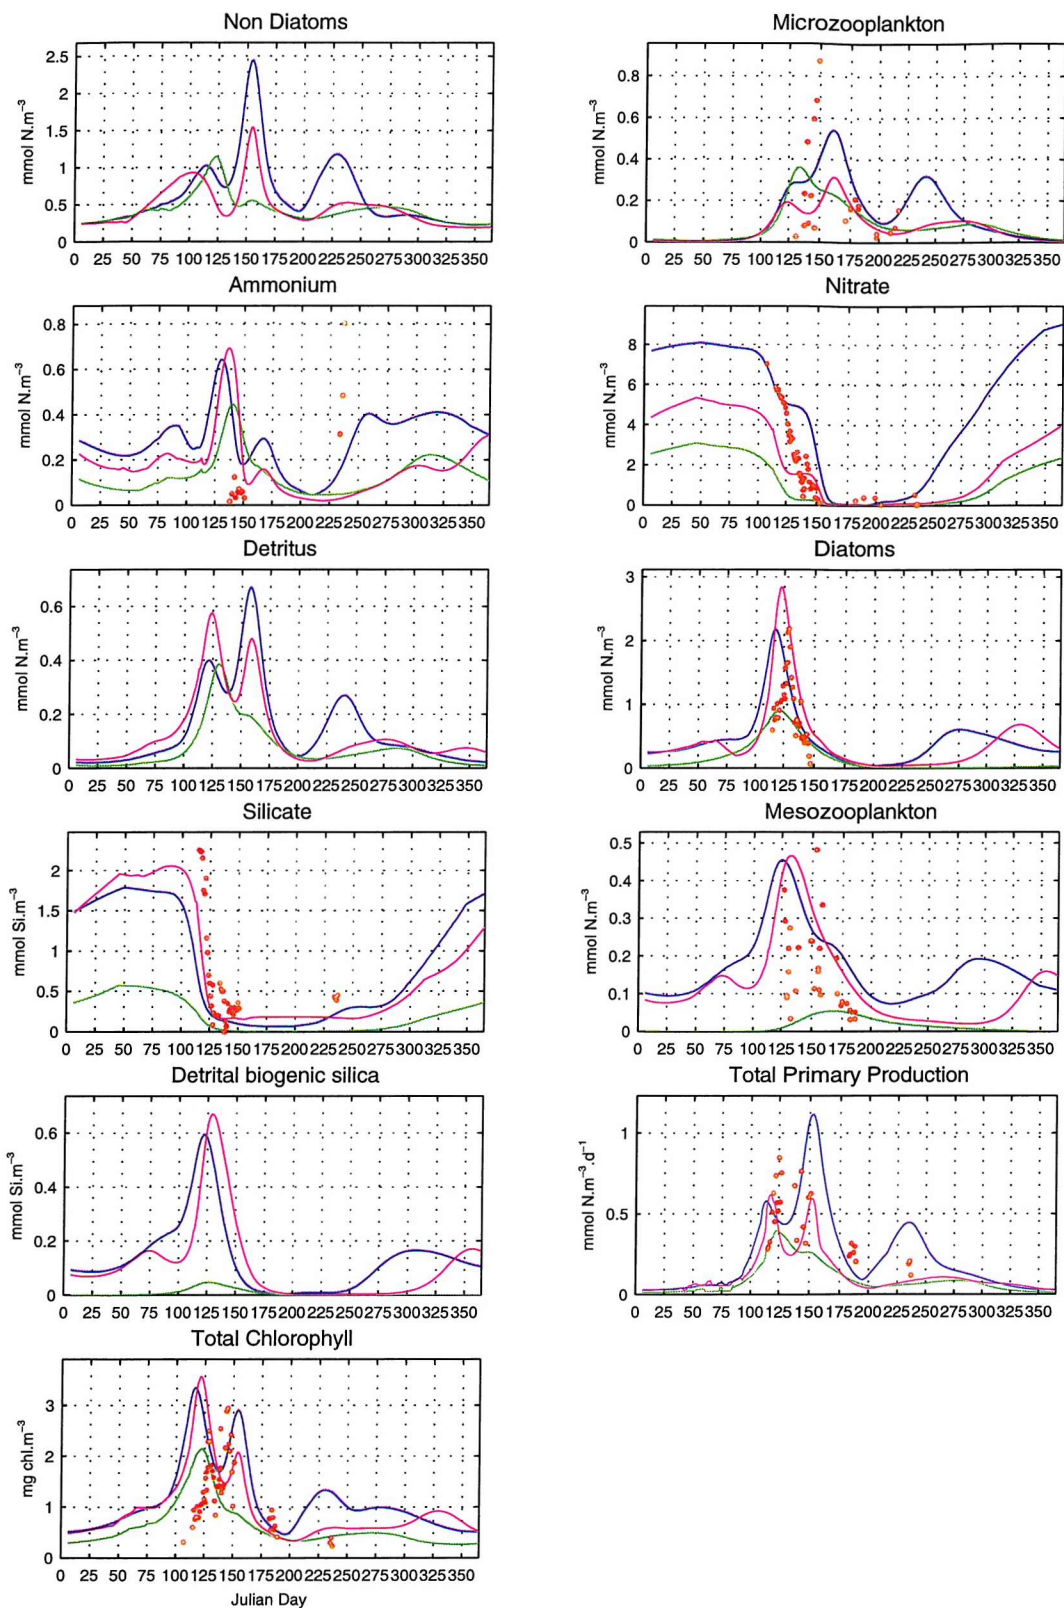 Non Diatoms
mmol N.m⁻³
2.5
2
1.5
1
0.5
0
0 25 50 75 100 125 150 175 200 225 250 275 300 325 350
Microzooplankton
mmol N.m⁻³
0.8
0.6
0.4
0.2
0
0 25 50 75 100 125 150 175 200 225 250 275 300 325 350
Ammonium
mmol N.m⁻³
0.8
0.6
0.4
0.2
0
0 25 50 75 100 125 150 175 200 225 250 275 300 325 350
Nitrate
mmol N.m⁻³
8
6
4
2
0
0 25 50 75 100 125 150 175 200 225 250 275 300 325 350
Detritus
mmol N.m⁻³
0.6
0.4
0.2
0
0 25 50 75 100 125 150 175 200 225 250 275 300 325 350
Diatoms
mmol N.m⁻³
3
2
1
0
0 25 50 75 100 125 150 175 200 225 250 275 300 325 350
Silicate
mmol Si.m⁻³
2
1.5
1
0.5
0
0 25 50 75 100 125 150 175 200 225 250 275 300 325 350
Mesozooplankton
mmol N.m⁻³
0.5
0.4
0.3
0.2
0.1
0
0 25 50 75 100 125 150 175 200 225 250 275 300 325 350
Detrital biogenic silica
mmol Si.m⁻³
0.6
0.4
0.2
0
0 25 50 75 100 125 150 175 200 225 250 275 300 325 350
Total Primary Production
mmol N.m⁻³.d⁻¹
1
0.5
0
0 25 50 75 100 125 150 175 200 225 250 275 300 325 350
Total Chlorophyll
mg chl.m⁻³
3
2
1
0
0 25 50 75 100 125 150 175 200 225 250 275 300 325 350
Julian Day